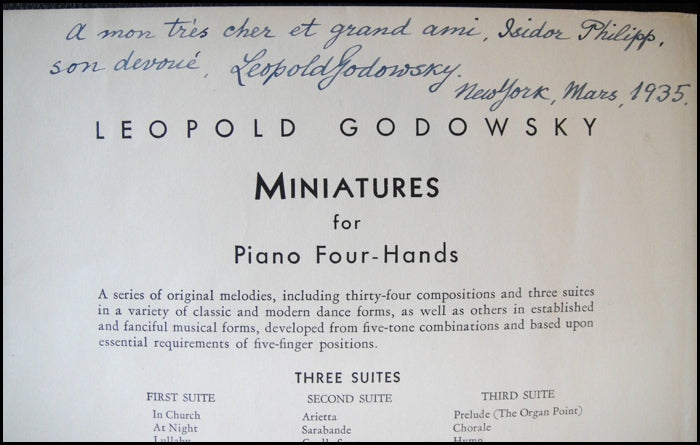 A mon très cher et grand ami, Isidor Philipp,
son devoué, Leopold Godowsky.
New York, Mars, 1935.
LEOPOLD GODOWSKY
MINIATURES
for
Piano Four-Hands
A series of original melodies, including thirty-four compositions and three suites
in a variety of classic and modern dance forms, as well as others in established
and fanciful musical forms, developed from five-tone combinations and based upon
essential requirements of five-finger positions.
THREE SUITES
FIRST SUITE
In Church
At Night
Lullaby
SECOND SUITE
Arietta
Sarabande
THIRD SUITE
Prelude (The Organ Point)
Chorale
Hymn